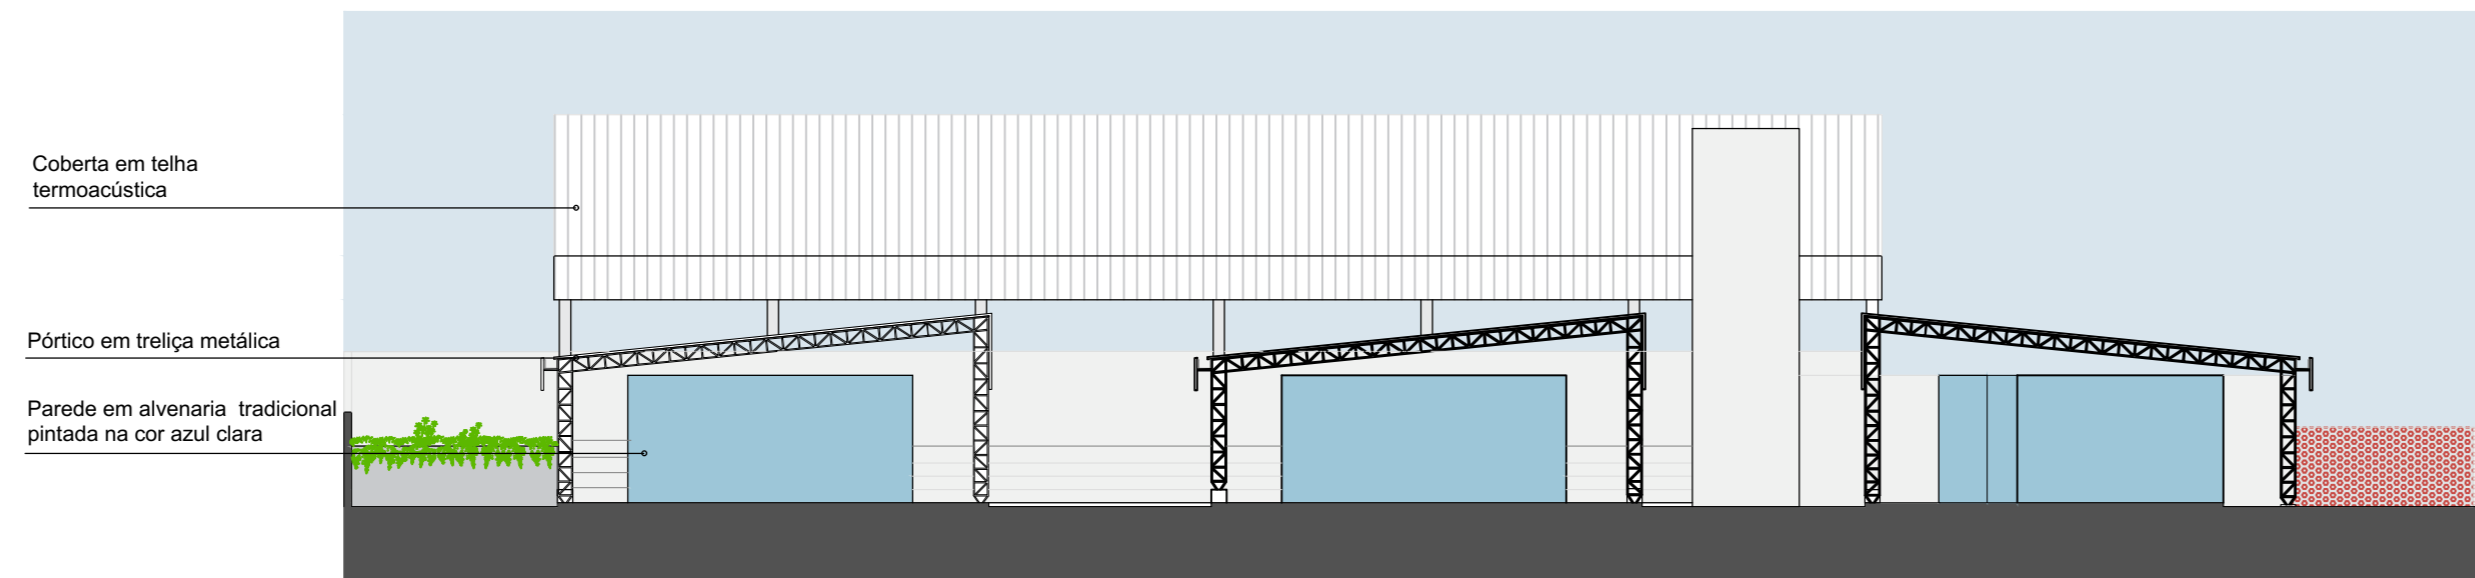 Coberta em telha
termoacústica
Pórtico em treliça metálica
Parede em alvenaria tradicional
pintada na cor azul clara